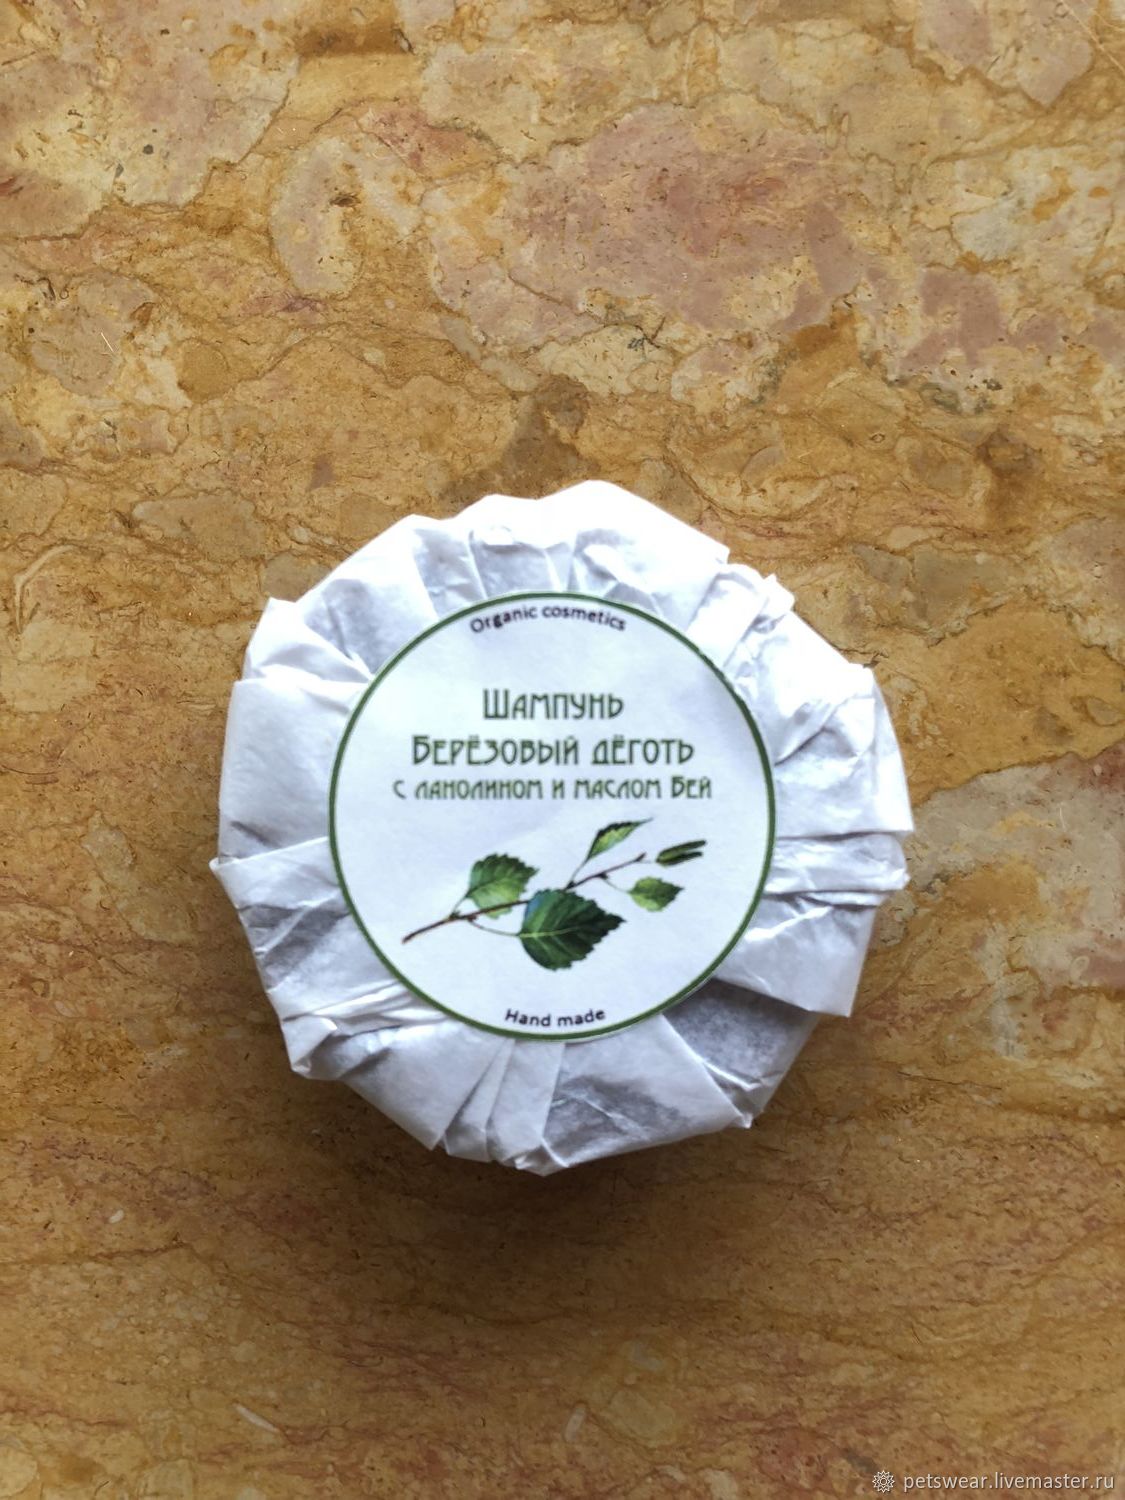 Organic cosmetics
Шампунь
Берёзовый дёготь
с ланолином и маслом Бей
Hand made
petswear.livemaster.ru